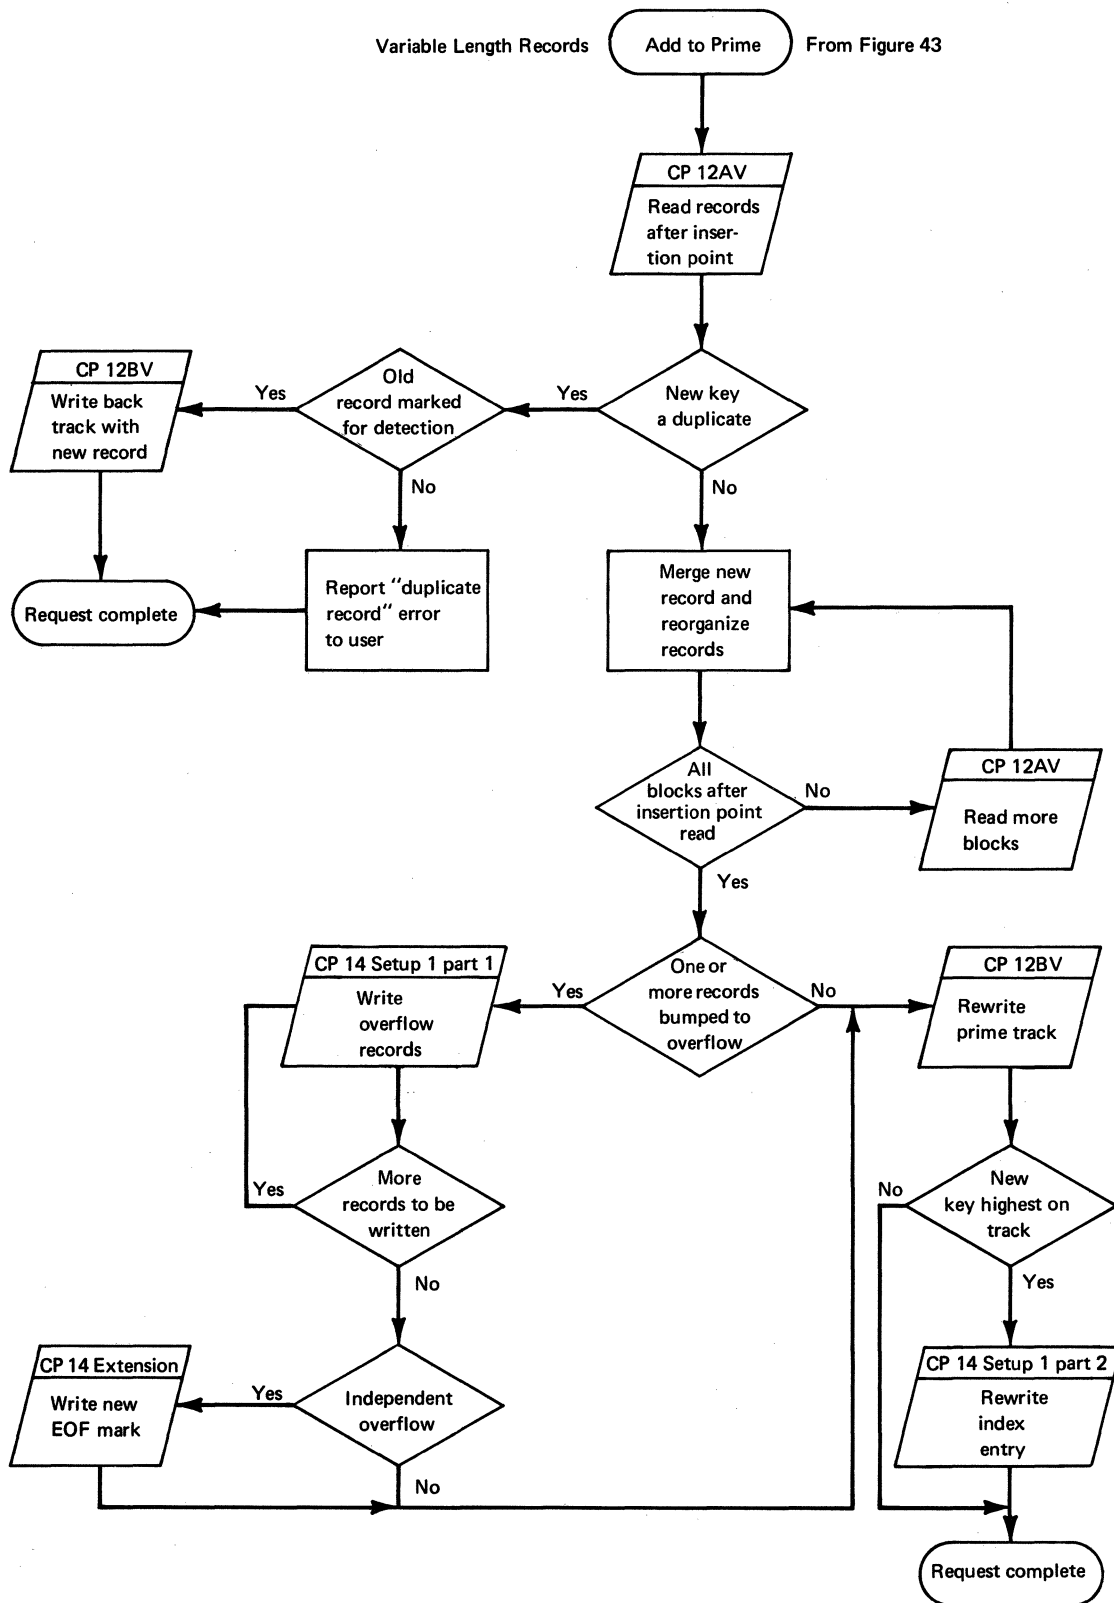 Variable Length Records
Add to Prime
From Figure 43
CP 12AV
Read records
after inser-
tion point
New key
a duplicate
Yes
No
Old
record marked
for detection
Yes
No
CP 12BV
Write back
track with
new record
Report "duplicate
record" error
to user
Request complete
Merge new
record and
reorganize
records
All
blocks after
insertion point
read
No
Yes
CP 12AV
Read more
blocks
One or
more records
bumped to
overflow
Yes
No
CP 14 Setup 1 part 1
Write
overflow
records
More
records to be
written
Yes
No
Independent
overflow
Yes
No
CP 14 Extension
Write new
EOF mark
CP 12BV
Rewrite
prime track
New
key highest on
track
No
Yes
CP 14 Setup 1 part 2
Rewrite
index
entry
Request complete